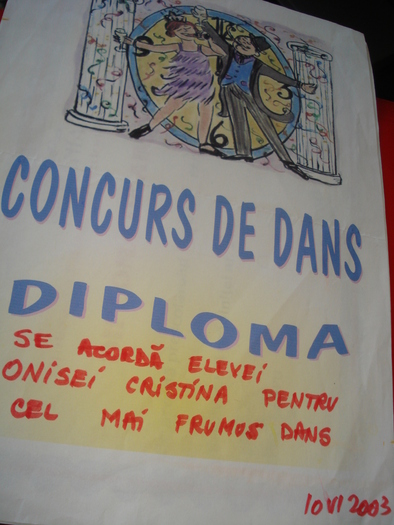 CONCURS DE DANS
DIPLOMA
SE ACORDĂ ELEVEI
ONISEI CRISTINA PENTRU
CEL MAI FRUMOS DANS
10 VI 2003